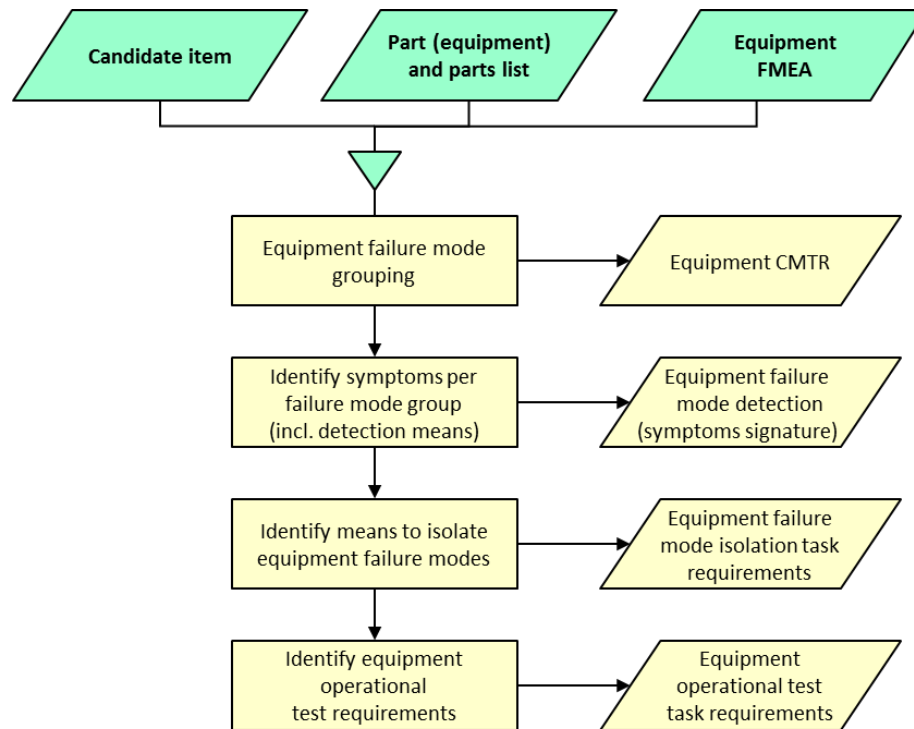 Candidate item
Part (equipment)
and parts list
Equipment
FMEA
Equipment failure mode
grouping
Equipment CMTR
Identify symptoms per
failure mode group
(incl. detection means)
Equipment failure
mode detection
(symptoms signature)
Identify means to isolate
equipment failure modes
Equipment failure
mode isolation task
requirements
Identify equipment
operational
test requirements
Equipment
operational test
task requirements